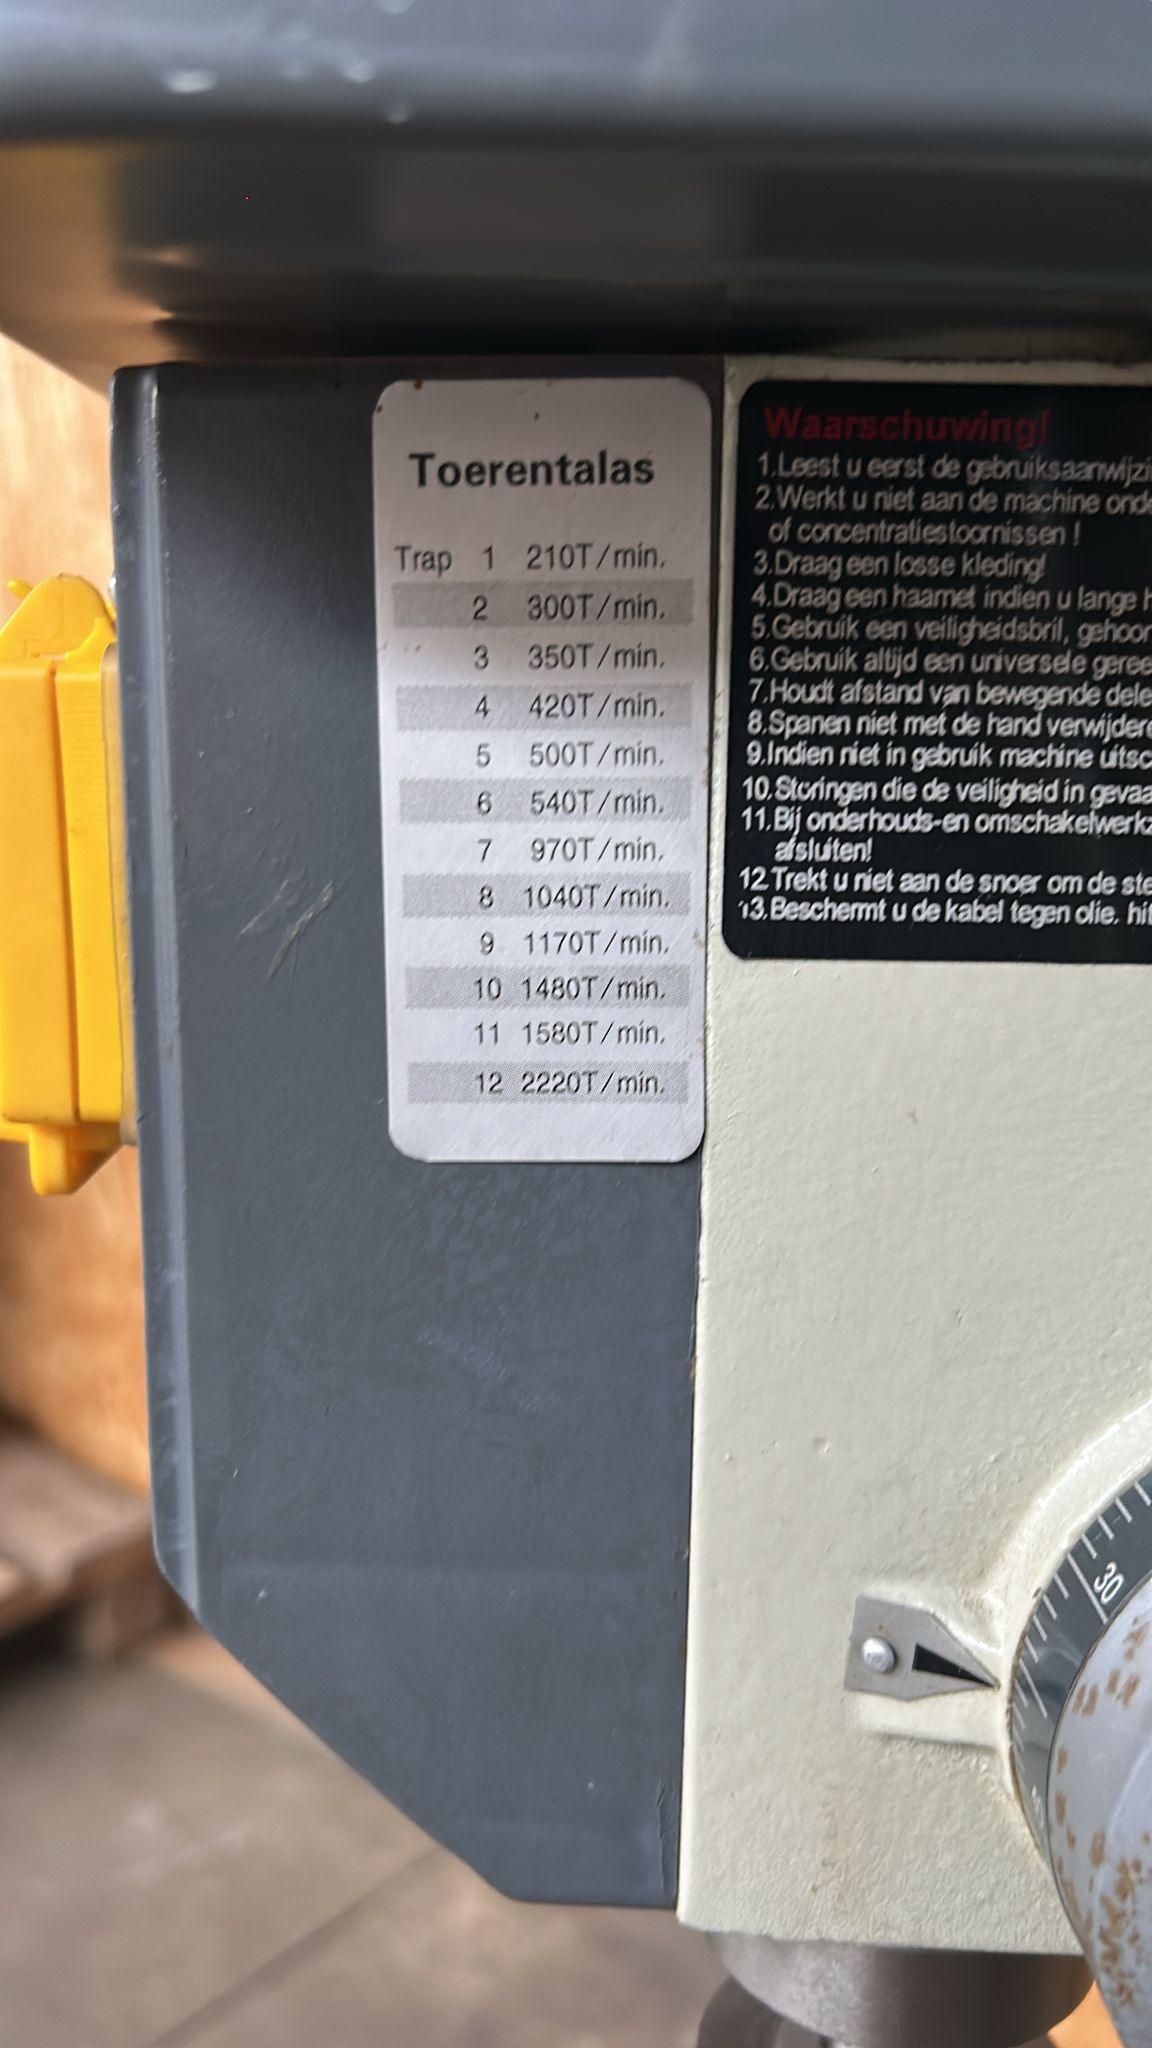 Toerentalas
Trap 1 210T/min.
2 300T/min.
3 350T/min.
4 420T/min.
5 500T/min.
6 540T/min.
7 970T/min.
8 1040T/min.
9 1170T/min.
10 1480T/min.
11 1580T/min.
12 2220T/min.
Waarschuwing!
1.Leest u eerst de gebruiksaanwijzi
2.Werkt u niet aan de machine onde
of concentratiestoornissen !
3.Draag een losse kleding!
4.Draag een haarnet indien u lange h
5.Gebruik een veiligheidsbril, gehoor
6.Gebruik altijd een universele geree
7.Houdt afstand van bewegende dele
8.Spanen niet met de hand verwijdere
9.Indien niet in gebruik machine uitsc
10.Storingen die de veiligheid in gevaa
11.Bij onderhouds-en omschakelwerkz
afsluiten!
12.Trekt u niet aan de snoer om de ste
13.Beschermt u de kabel tegen olie. hit
30